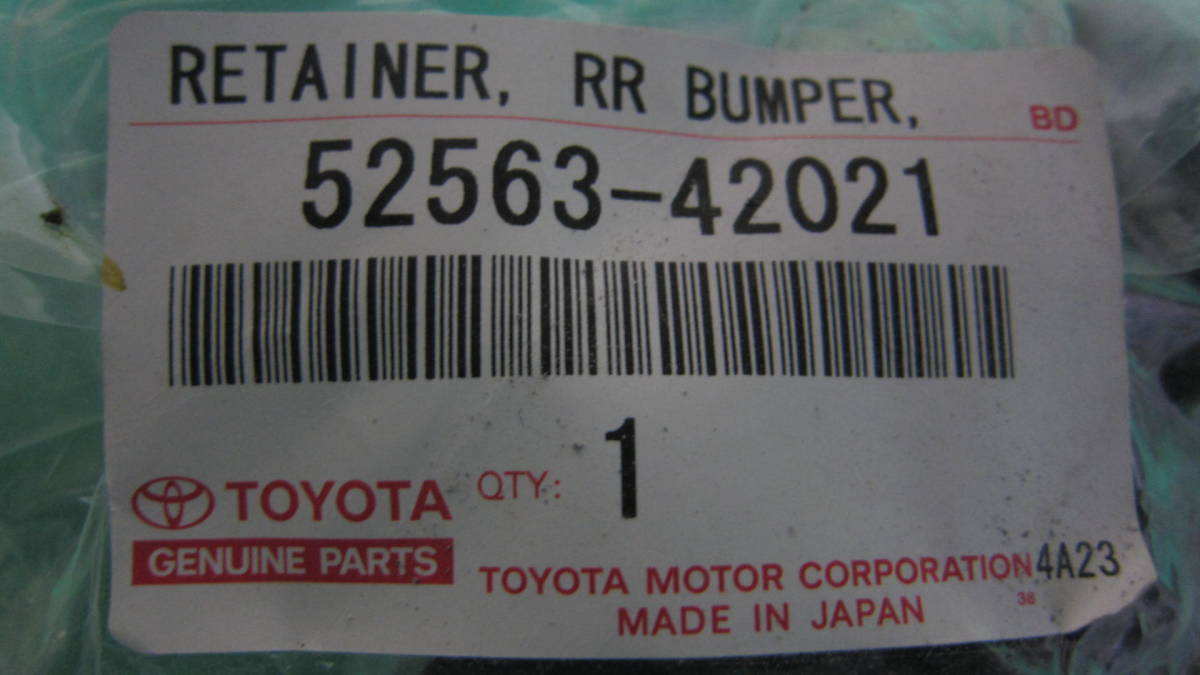 RETAINER, RR BUMPER,
BD
52563-42021
1
QTY:
TOYOTA
GENUINE PARTS
TOYOTA MOTOR CORPORATION 4A23
38
MADE IN JAPAN